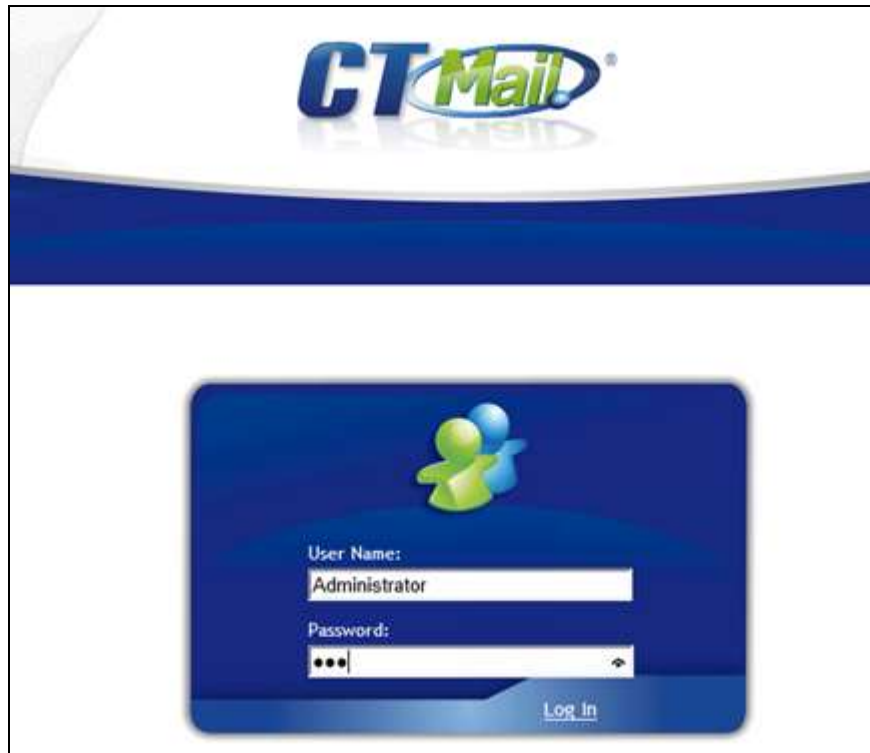 CTMail®
User Name:
Administrator
Password:
•••
Log In